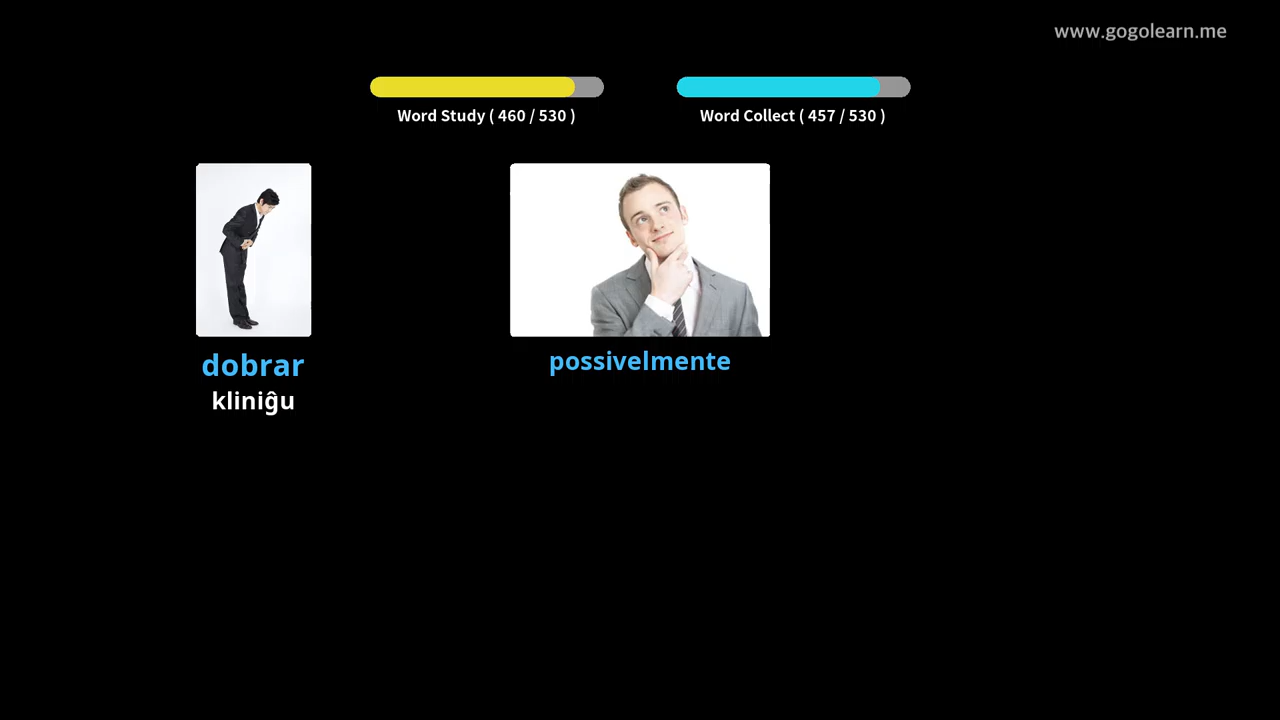 www.gogolearn.me
Word Study ( 460 / 530 )
Word Collect ( 457 / 530 )
dobrar
kliniĝu
possivelmente